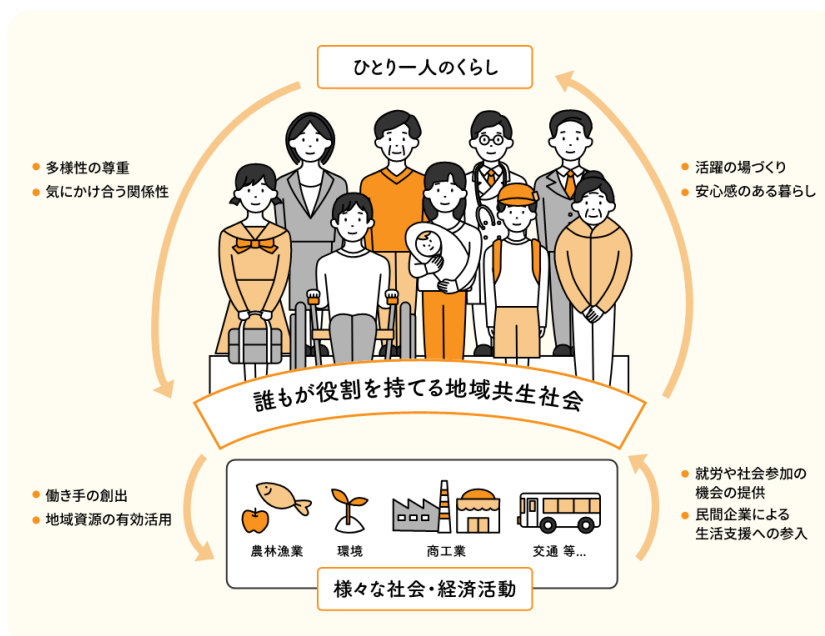 ひとり一人のくらし
多様性の尊重
気にかけ合う関係性
活躍の場づくり
安心感のある暮らし
誰もが役割を持てる地域共生社会
働き手の創出
地域資源の有効活用
農林漁業
環境
商工業
交通 等...
様々な社会・経済活動
就労や社会参加の
機会の提供
民間企業による
生活支援への参入